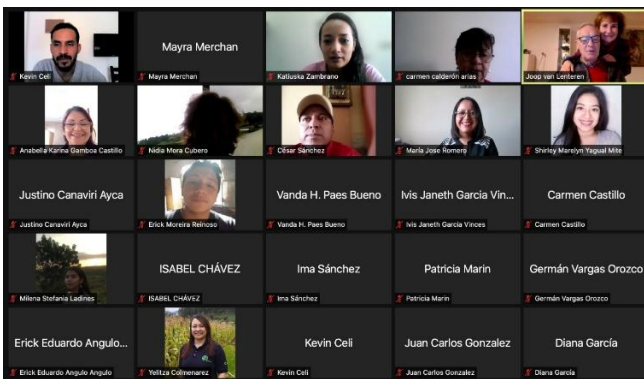 Kevin Celi
Mayra Merchan
Mayra Merchan
Katiuska Zambrano
carmen calderón arias
Joop van Lenteren
Anabella Karina Gamboa Castillo
Nidia Mora Cubero
César Sánchez
María Jose Romero
Shirley Marelyn Yagual Mite
Justino Canaviri Ayca
Justino Canaviri Ayca
Erick Moreira Reinoso
Vanda H. Paes Bueno
Vanda H. Paes Bueno
Ivis Janeth Garcia Vin...
Ivis Janeth Garcia Vinces
Carmen Castillo
Carmen Castillo
Milena Stefania Ladines
ISABEL CHÁVEZ
ISABEL CHÁVEZ
Ima Sánchez
Ima Sánchez
Patricia Marin
Patricia Marin
Germán Vargas Orozco
Germán Vargas Orozco
Erick Eduardo Angulo...
Erick Eduardo Angulo Angulo
Yelitza Colmenarez
Kevin Celi
Kevin Celi
Juan Carlos Gonzalez
Juan Carlos Gonzalez
Diana García
Diana García